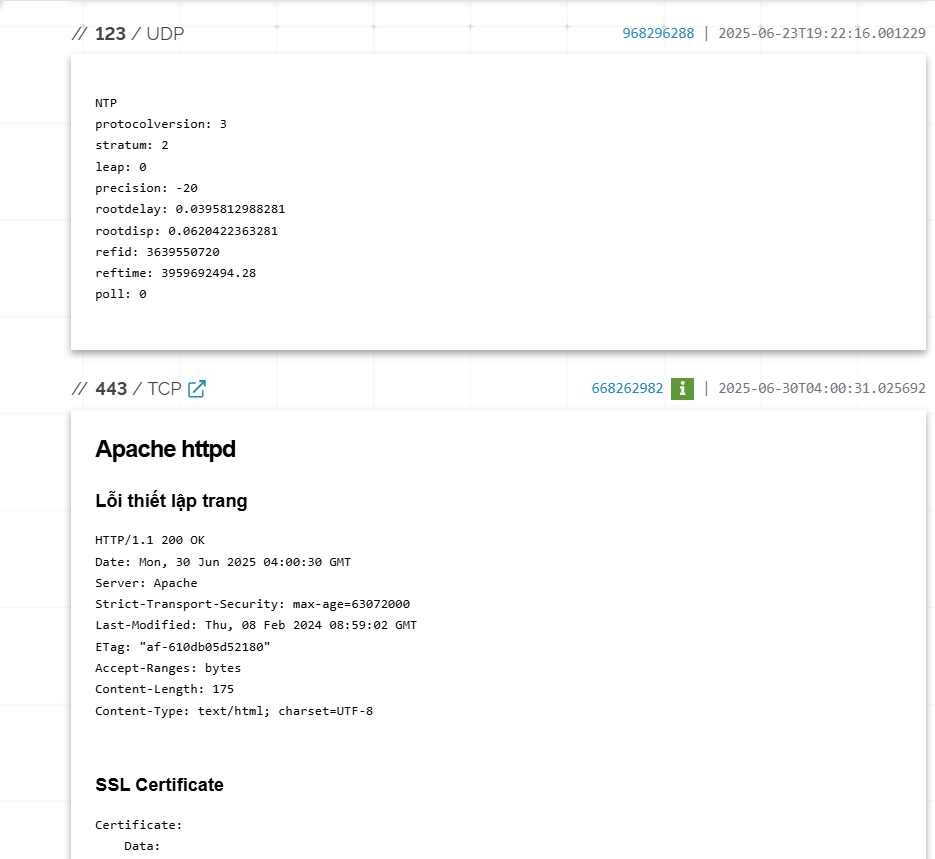 // 123 / UDP 968296288 | 2025-06-23T19:22:16.001229
NTP
protocolversion: 3
stratum: 2
leap: 0
precision: -20
rootdelay: 0.0395812988281
rootdisp: 0.0620422363281
refid: 3639550720
reftime: 3959692494.28
poll: 0
// 443 / TCP 668262982 i | 2025-06-30T04:00:31.025692
Apache httpd
Lỗi thiết lập trang
HTTP/1.1 200 OK
Date: Mon, 30 Jun 2025 04:00:30 GMT
Server: Apache
Strict-Transport-Security: max-age=63072000
Last-Modified: Thu, 08 Feb 2024 08:59:02 GMT
ETag: "af-610db05d52180"
Accept-Ranges: bytes
Content-Length: 175
Content-Type: text/html; charset=UTF-8
SSL Certificate
Certificate:
Data: